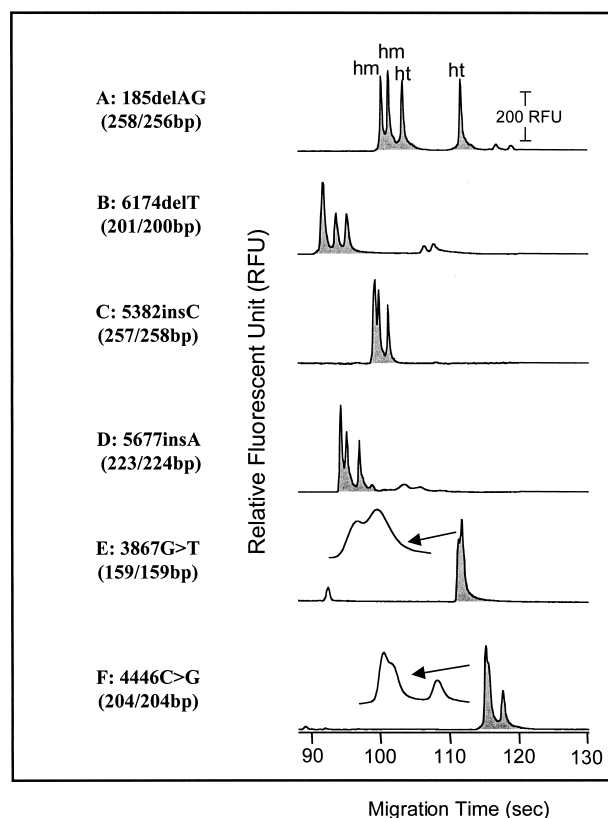 hm
hm ht ht
A: 185delAG
(258/256bp)
200 RFU
B: 6174delT
(201/200bp)
C: 5382insC
(257/258bp)
D: 5677insA
(223/224bp)
E: 3867G>T
(159/159bp)
F: 4446C>G
(204/204bp)
Relative Fluorescent Unit (RFU)
90 100 110 120 130
Migration Time (sec)